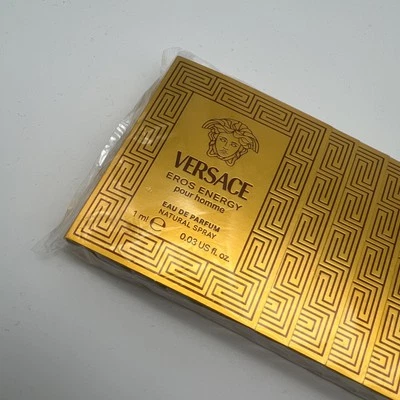 VERSACE
EROS ENERGY
pour homme
EAU DE PARFUM
NATURAL SPRAY
1 ml ℮ 0.03 US fl. oz.